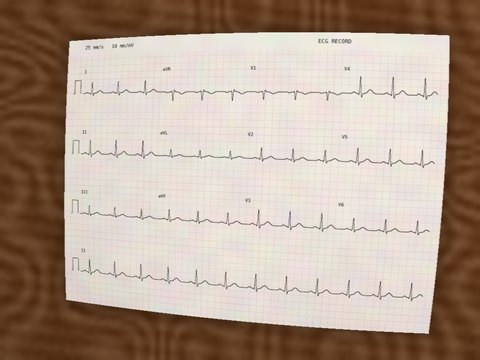 ECG RECORD
25 mm/s 10 mm/mV
I aVR V1 V4
II aVL V2 V5
III aVF V3 V6
II